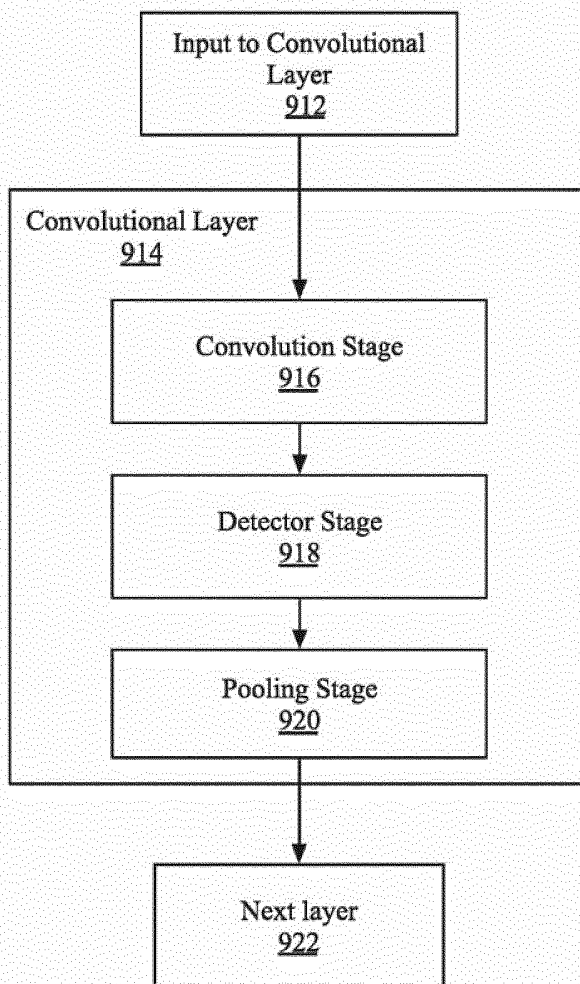 Input to Convolutional
Layer
912
Convolutional Layer
914
Convolution Stage
916
Detector Stage
918
Pooling Stage
920
Next layer
922